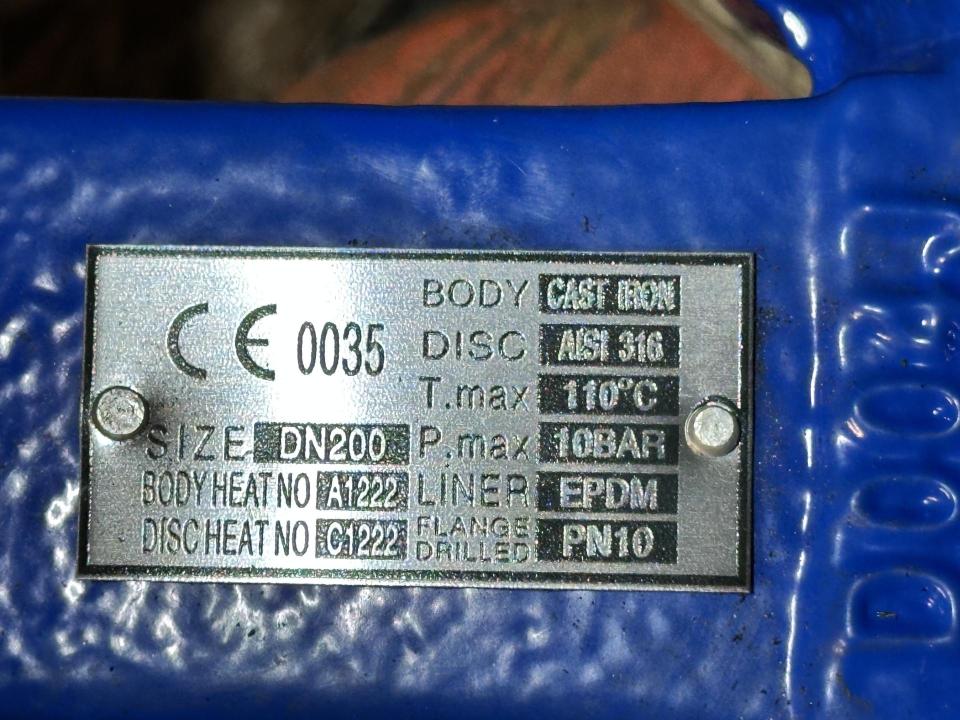 CE 0035
SIZE DN200
BODY HEAT NO A1222
DISC HEAT NO C1222
BODY CAST IRON
DISC AISI 316
T.max 110°C
P.max 10BAR
LINER EPDM
FLANGE DRILLED PN10